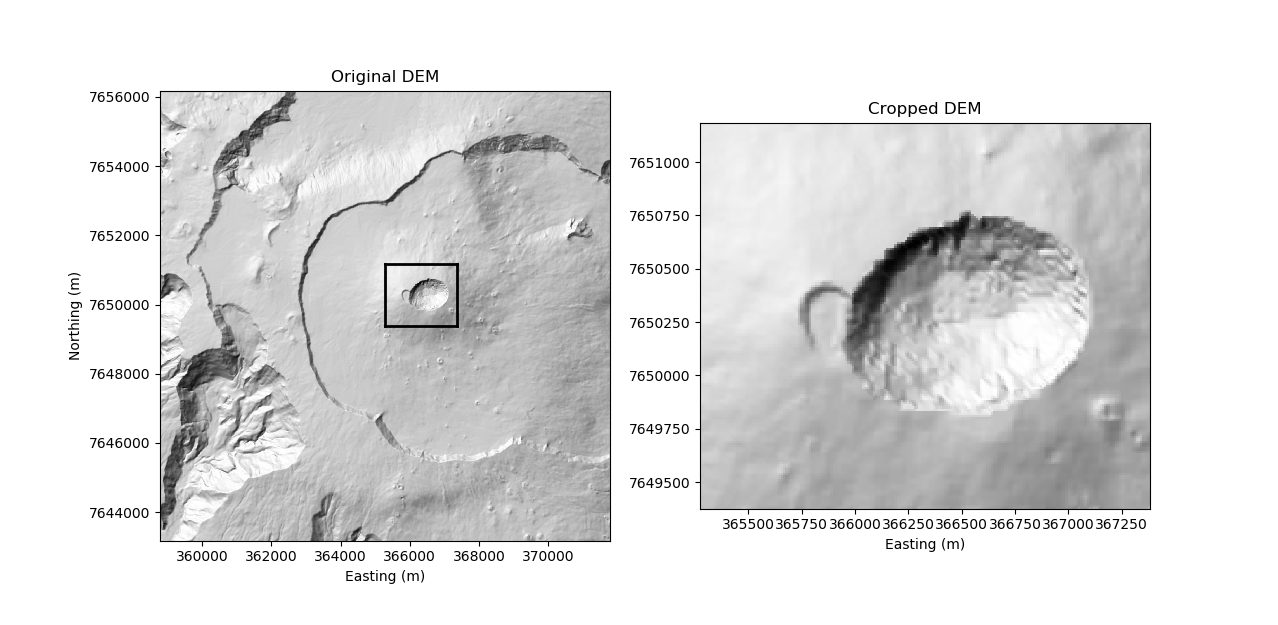 Original DEM
7656000
7654000
7652000
7650000
7648000
7646000
7644000
Northing (m)
360000 362000 364000 366000 368000 370000
Easting (m)
Cropped DEM
7651000
7650750
7650500
7650250
7650000
7649750
7649500
365500 365750 366000 366250 366500 366750 367000 367250
Easting (m)